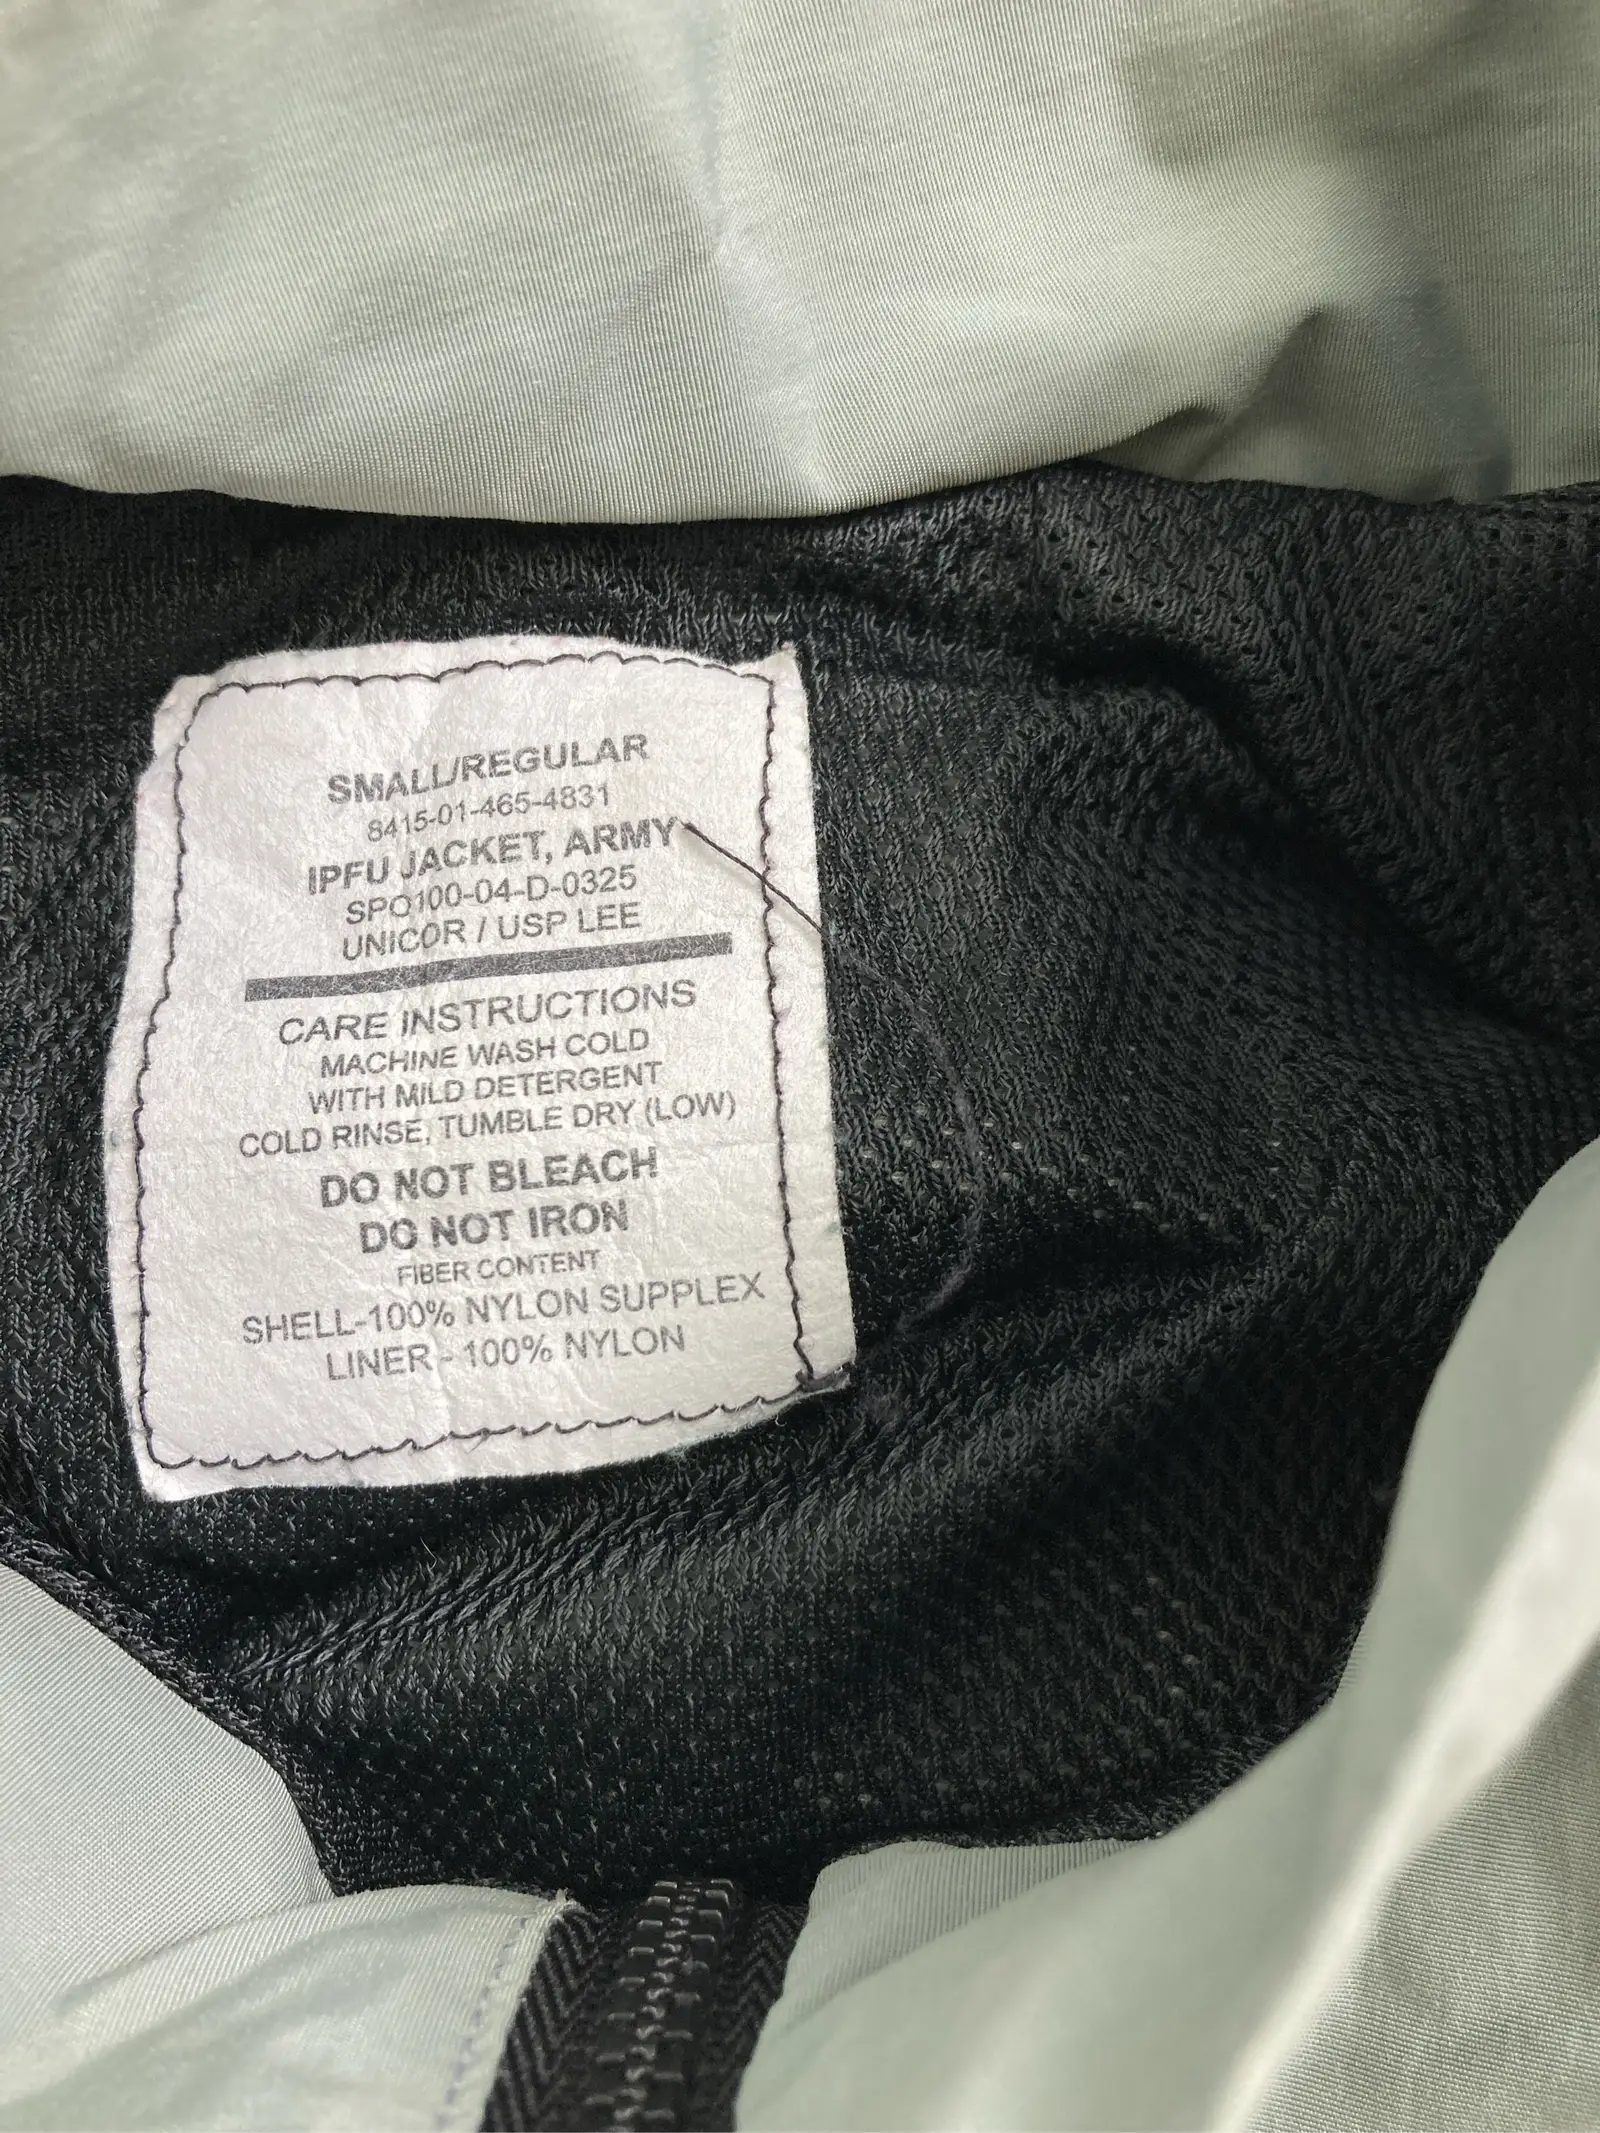 SMALL/REGULAR
8415-01-465-4831
IPFU JACKET, ARMY
SPO100-04-D-0325
UNICOR / USP LEE
CARE INSTRUCTIONS
MACHINE WASH COLD
WITH MILD DETERGENT
COLD RINSE, TUMBLE DRY (LOW)
DO NOT BLEACH
DO NOT IRON
FIBER CONTENT
SHELL-100% NYLON SUPPLEX
LINER - 100% NYLON